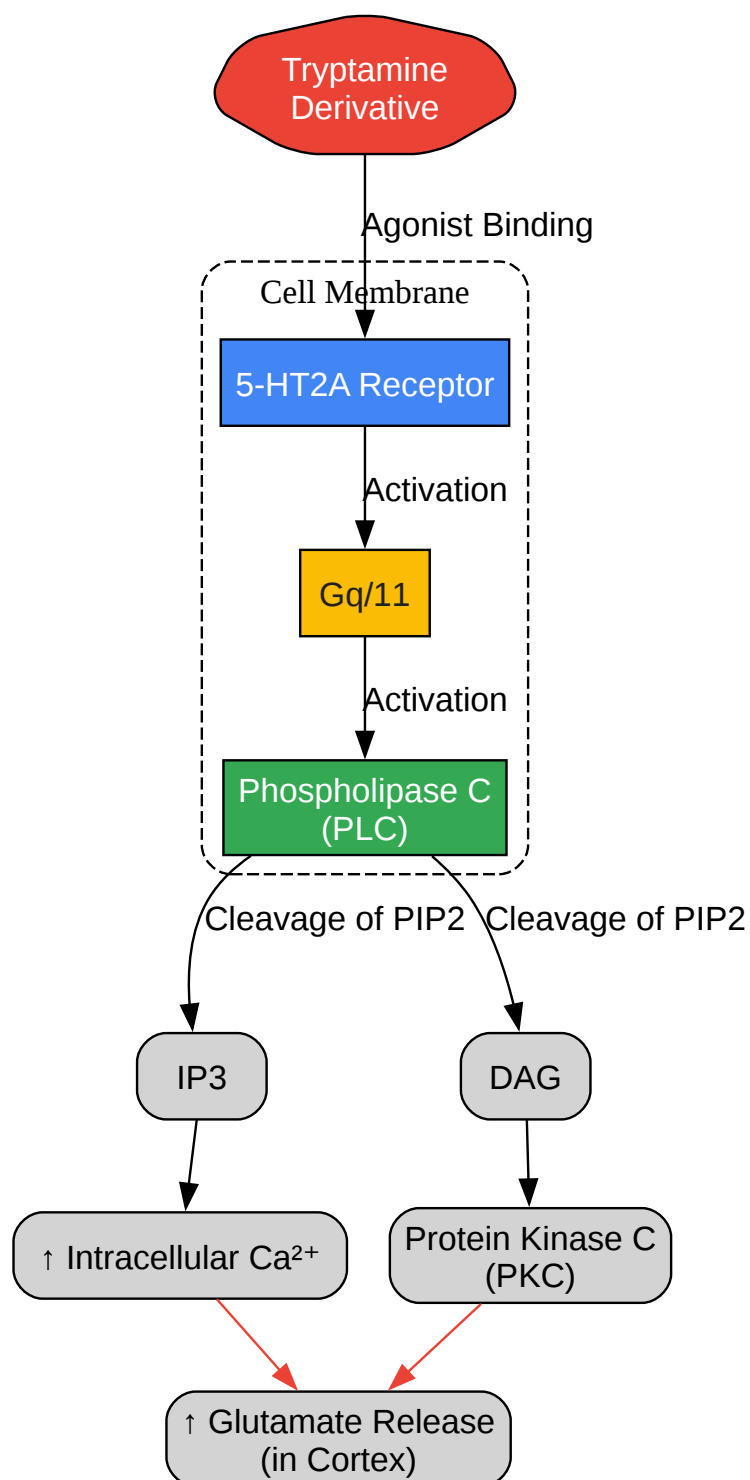 Tryptamine
Derivative
Agonist Binding
Cell Membrane
5-HT2A Receptor
Activation
Gq/11
Activation
Phospholipase C
(PLC)
Cleavage of PIP2
Cleavage of PIP2
IP3
DAG
↑ Intracellular Ca²⁺
Protein Kinase C
(PKC)
↑ Glutamate Release
(in Cortex)